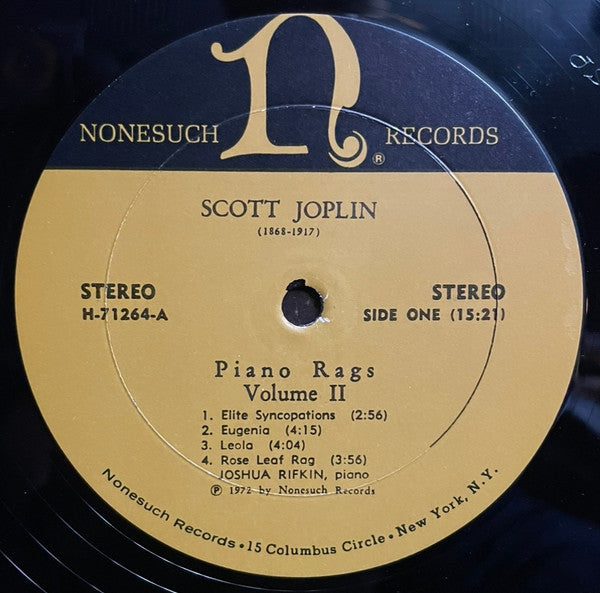 n
NONESUCH RECORDS
®
SCOTT JOPLIN
(1868-1917)
STEREO STEREO
H-71264-A SIDE ONE (15:21)
Piano Rags
Volume II
1. Elite Syncopations (2:56)
2. Eugenia (4:15)
3. Leola (4:04)
4. Rose Leaf Rag (3:56)
JOSHUA RIFKIN, piano
℗ 1972 by Nonesuch Records
Nonesuch Records • 15 Columbus Circle • New York, N.Y.